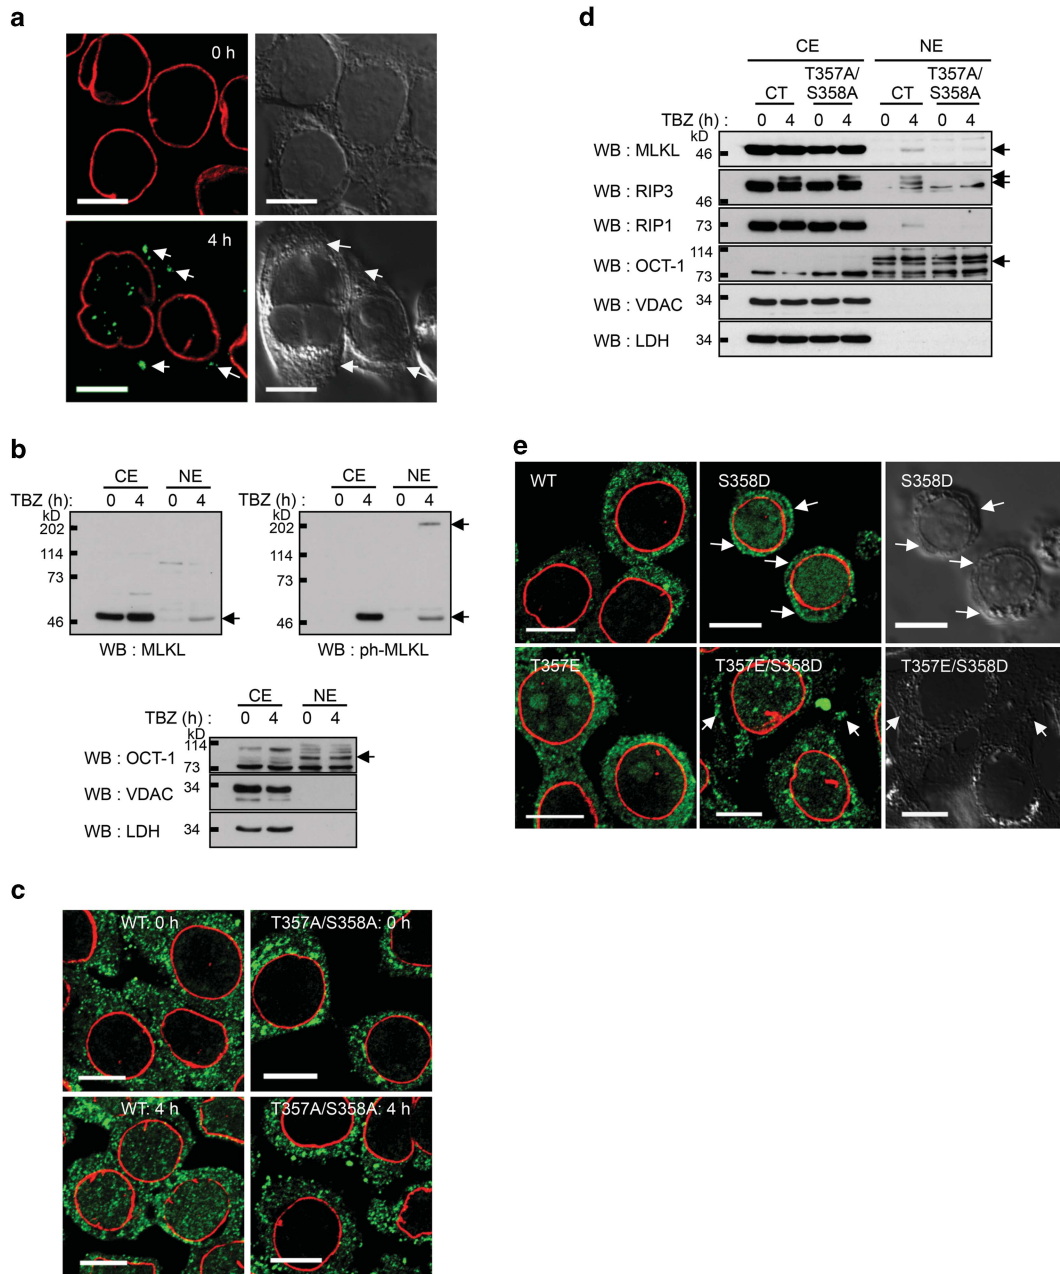 a
0 h
4 h
b
CE NE
TBZ (h) : 0 4 0 4
kD
202
114
73
46
WB : MLKL
CE NE
TBZ (h) : 0 4 0 4
kD
202
114
73
46
WB : ph-MLKL
CE NE
TBZ (h) : 0 4 0 4
kD
WB : OCT-1 114
73
WB : VDAC 34
WB : LDH 34
c
WT: 0 h T357A/S358A: 0 h
WT: 4 h T357A/S358A: 4 h
d
CE NE
CT T357A/S358A CT T357A/S358A
TBZ (h) : 0 4 0 4 0 4 0 4
kD
WB : MLKL 46
WB : RIP3 46
WB : RIP1 73
WB : OCT-1 114
73
WB : VDAC 34
WB : LDH 34
e
WT S358D S358D
T357E T357E/S358D T357E/S358D